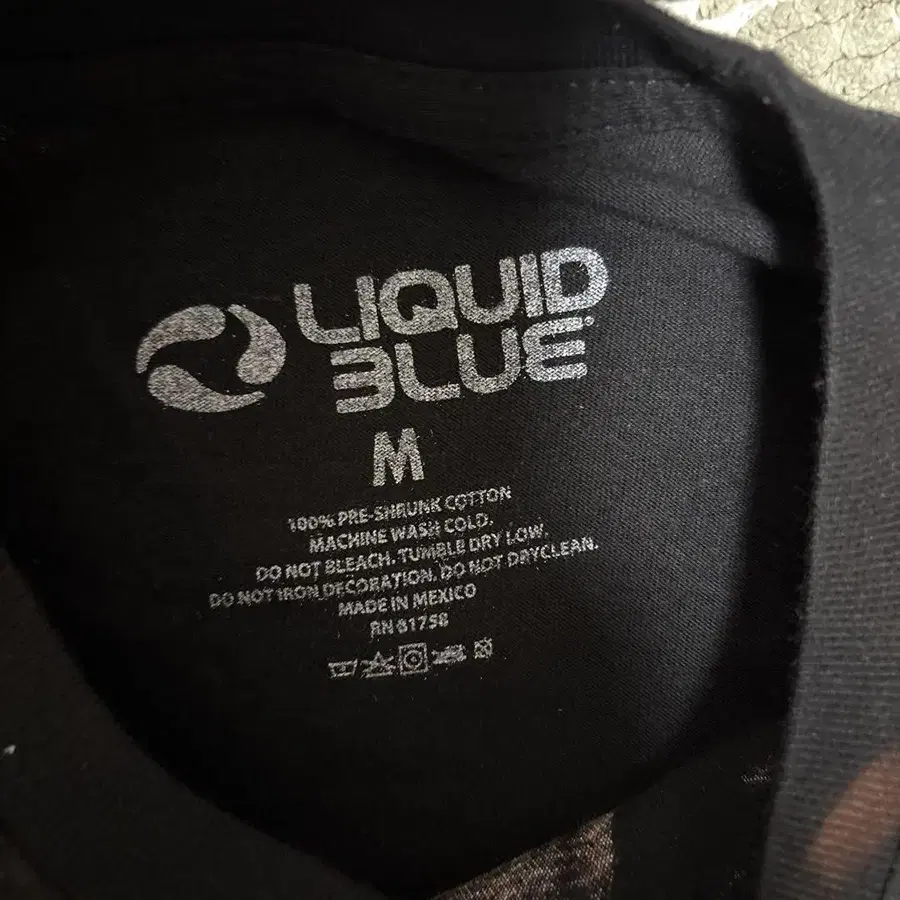 LIQUID
BLUE
M
100% PRE-SHRUNK COTTON
MACHINE WASH COLD.
DO NOT BLEACH. TUMBLE DRY LOW.
DO NOT IRON DECORATION. DO NOT DRYCLEAN.
MADE IN MEXICO
RN 81758